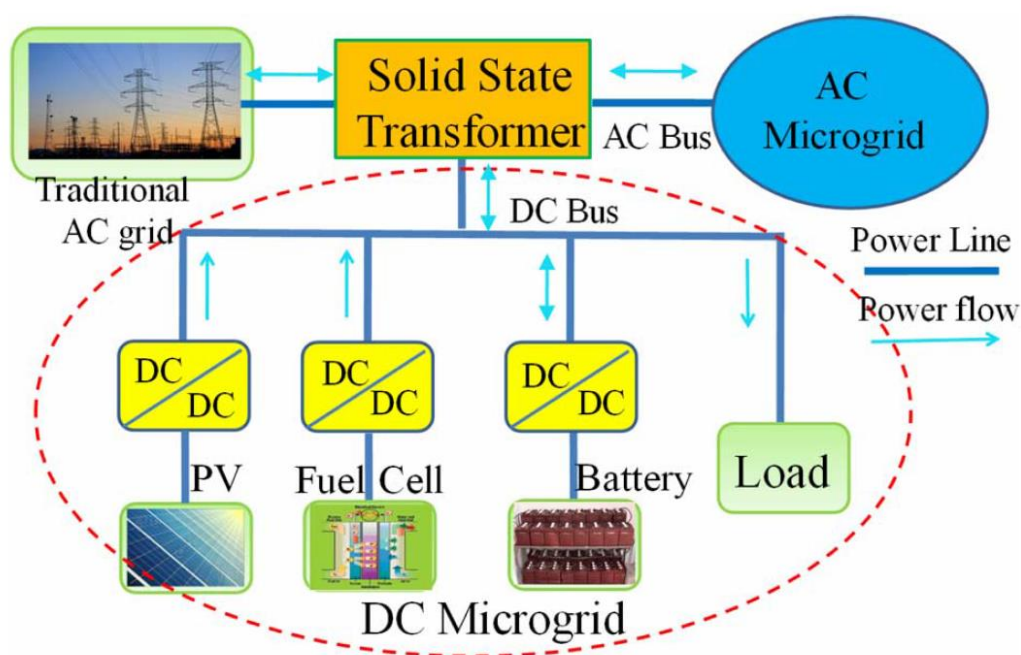 Solid State
Transformer
AC
Microgrid
AC Bus
Traditional
AC grid
DC Bus
Power Line
Power flow
DC
DC
DC
DC
DC
DC
PV
Fuel Cell
Battery
Load
DC Microgrid